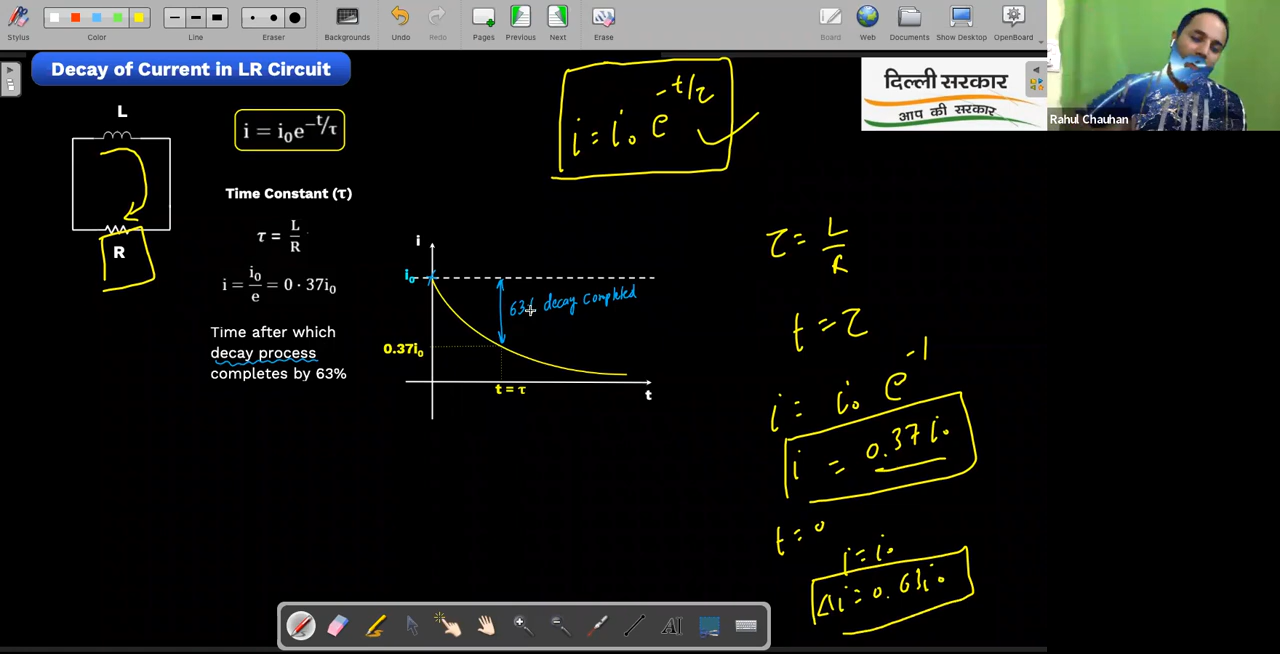 Stylus
Color
Line
Eraser
Backgrounds
Undo
Redo
Pages
Previous
Next
Erase
Board
Web
Documents
Show Desktop
OpenBoard
Decay of Current in LR Circuit
दिल्ली सरकार
आप की सरकार
Rahul Chauhan
L
R
i = i₀e^(−t/τ)
i = i₀ e^(−t/τ)
Time Constant (τ)
τ = L/R
i = i₀/e = 0·37i₀
Time after which
decay process
completes by 63%
i
i₀
63% decay completed
0.37i₀
t = τ
t
τ = L/R
t = τ
i = i₀ e^(−1)
i = 0.37 i₀
t = 0
i = i₀
Δi = 0.63 i₀
AI